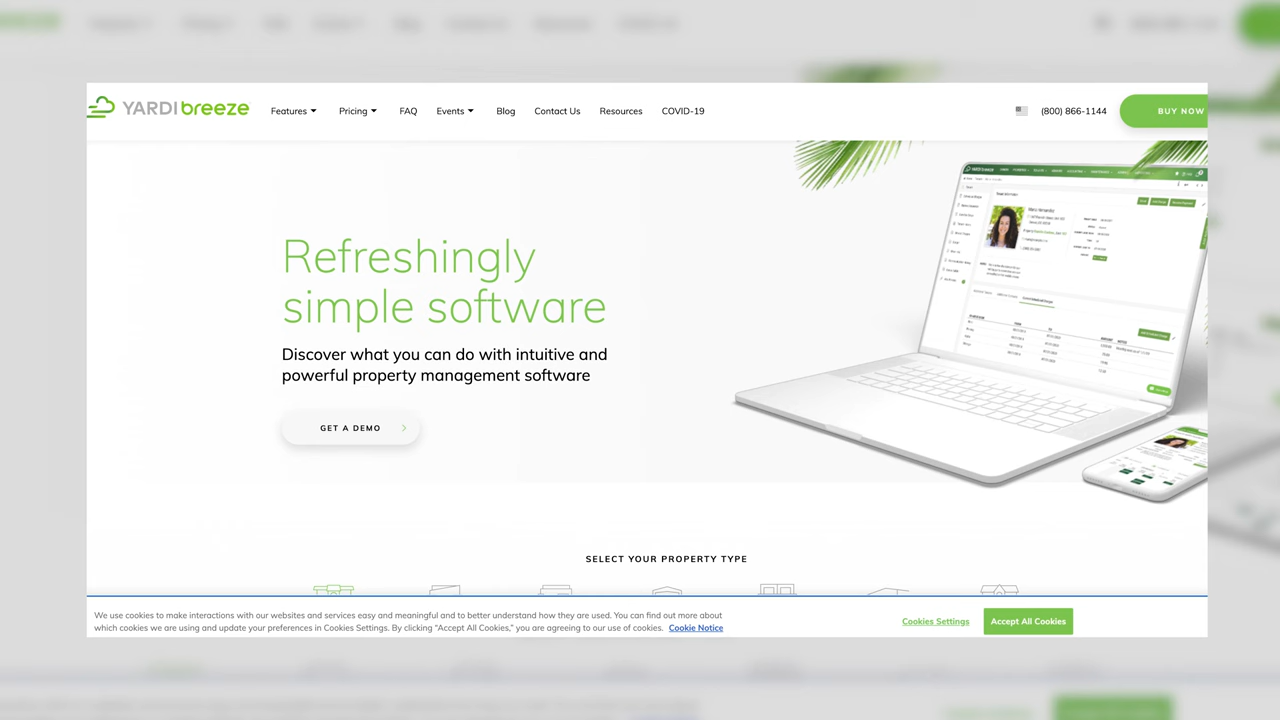 YARDI breeze
Features
Pricing
FAQ
Events
Blog
Contact Us
Resources
COVID-19
(800) 866-1144
BUY NOW
Refreshingly
simple software
Discover what you can do with intuitive and
powerful property management software
GET A DEMO
SELECT YOUR PROPERTY TYPE
We use cookies to make interactions with our websites and services easy and meaningful and to better understand how they are used. You can find out more about
which cookies we are using and update your preferences in Cookies Settings. By clicking “Accept All Cookies,” you are agreeing to our use of cookies. Cookie Notice
Cookies Settings
Accept All Cookies